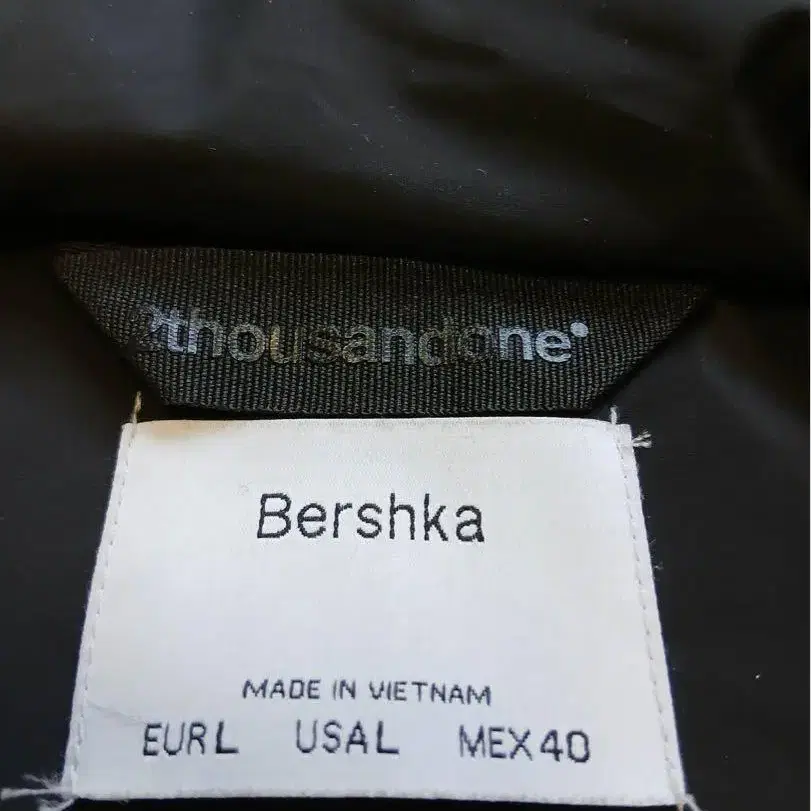 2thousandone
Bershka
MADE IN VIETNAM
EUR L USA L MEX 40